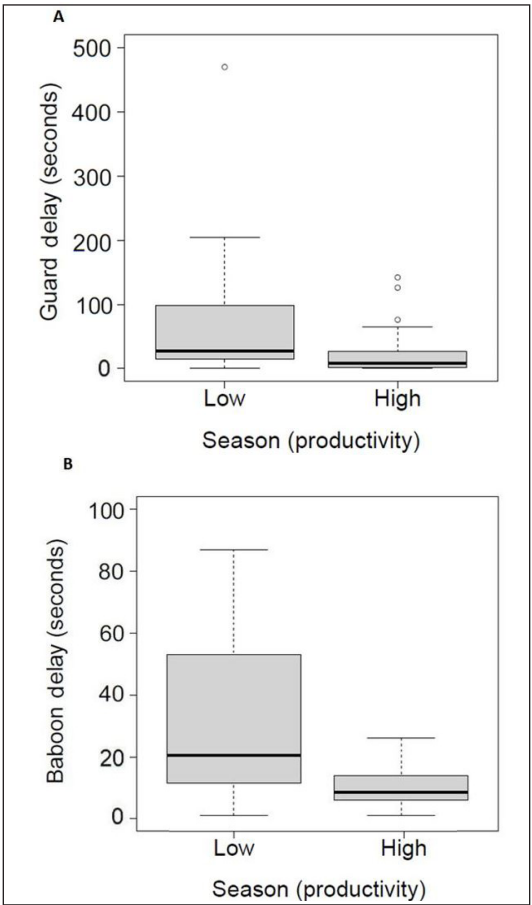 A
Guard delay (seconds)
500
400
300
200
100
0
Low High
Season (productivity)
B
Baboon delay (seconds)
100
80
60
40
20
0
Low High
Season (productivity)